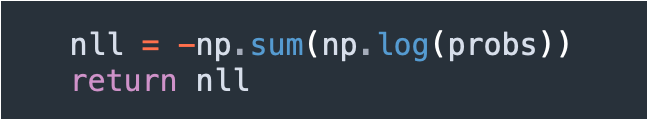 nll = -np.sum(np.log(probs))
return nll